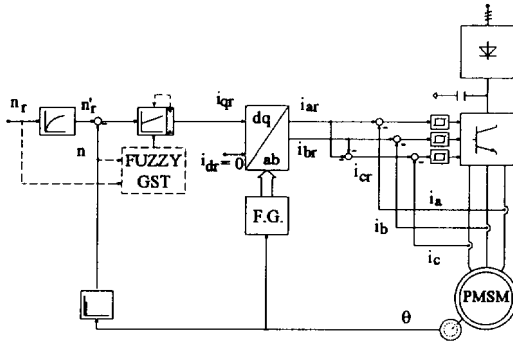 n_r
n'_r
n
FUZZY
GST
i_qr
i_dr = 0
dq
ab
F.G.
i_ar
i_br
i_cr
i_a
i_b
i_c
PMSM
θ